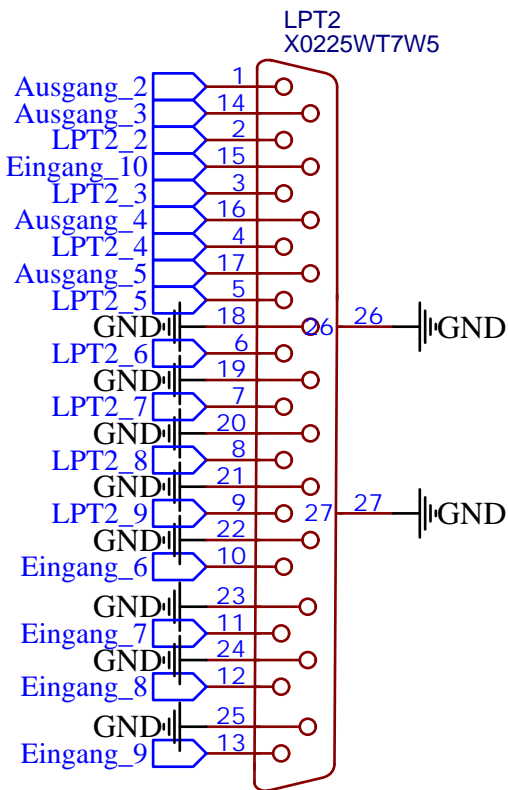 LPT2
X0225WT7W5
Ausgang_2 1
Ausgang_3 14
LPT2_2 2
Eingang_10 15
LPT2_3 3
Ausgang_4 16
LPT2_4 4
Ausgang_5 17
LPT2_5 5
GND 18 26 26 GND
LPT2_6 6
GND 19
LPT2_7 7
GND 20
LPT2_8 8
GND 21
LPT2_9 9 27 27 GND
GND 22
Eingang_6 10
GND 23
Eingang_7 11
GND 24
Eingang_8 12
GND 25
Eingang_9 13